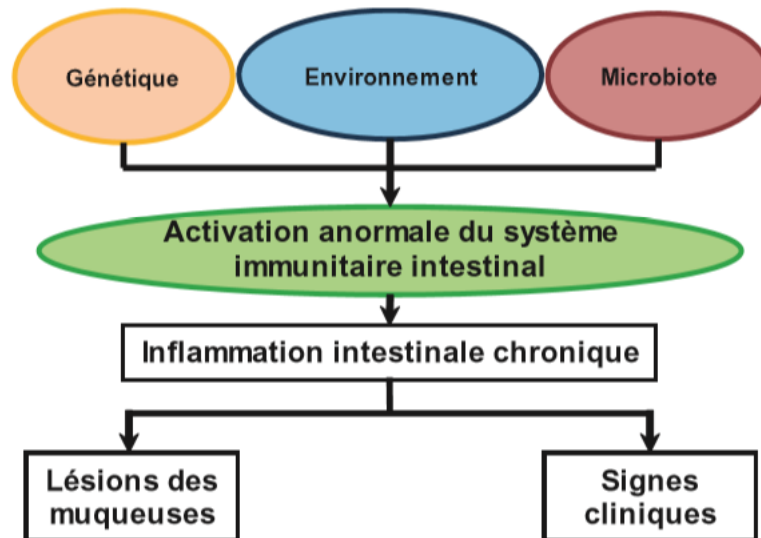 Génétique
Environnement
Microbiote
Activation anormale du système
immunitaire intestinal
Inflammation intestinale chronique
Lésions des
muqueuses
Signes
cliniques